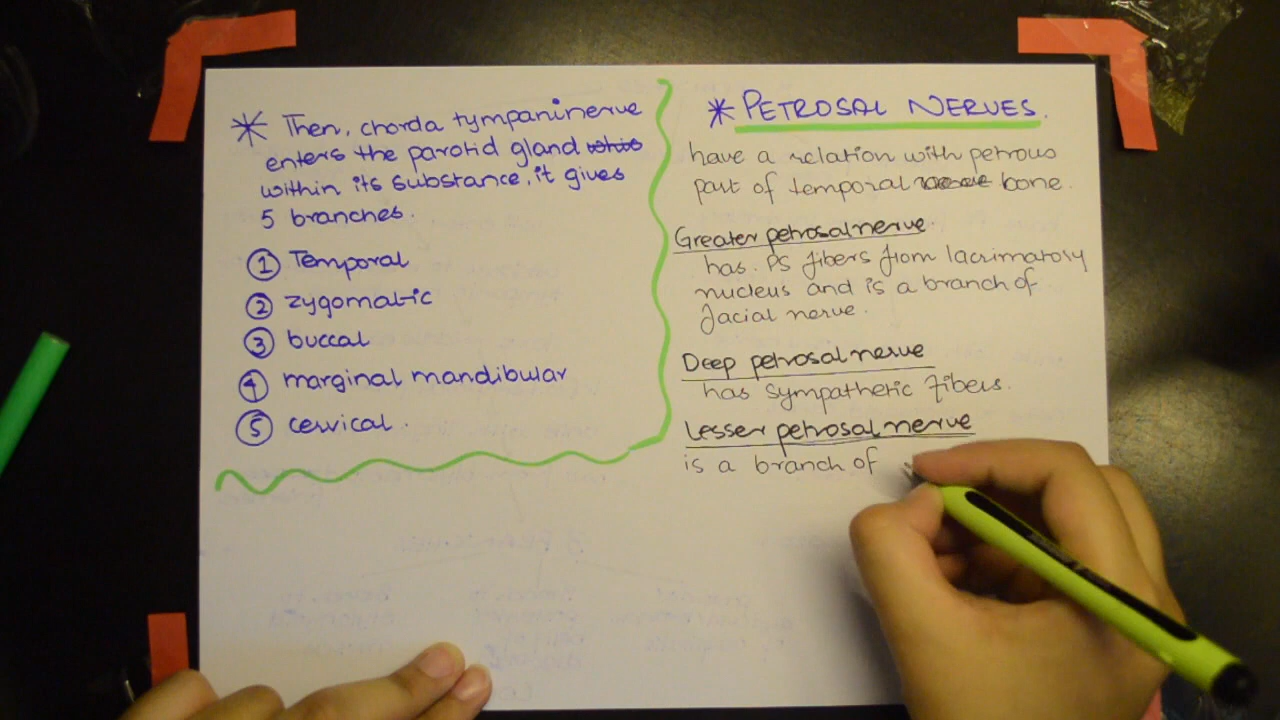 * Then, chorda tympani nerve
enters the parotid gland
within its substance, it gives
5 branches.
① Temporal
② zygomatic
③ buccal
④ marginal mandibular
⑤ cervical.
* PETROSAL NERVES.
have a relation with petrous
part of temporal bone.
Greater petrosal nerve
has PS fibers from lacrimatory
nucleus and is a branch of
facial nerve.
Deep petrosal nerve
has sympathetic fibers.
Lesser petrosal nerve
is a branch of